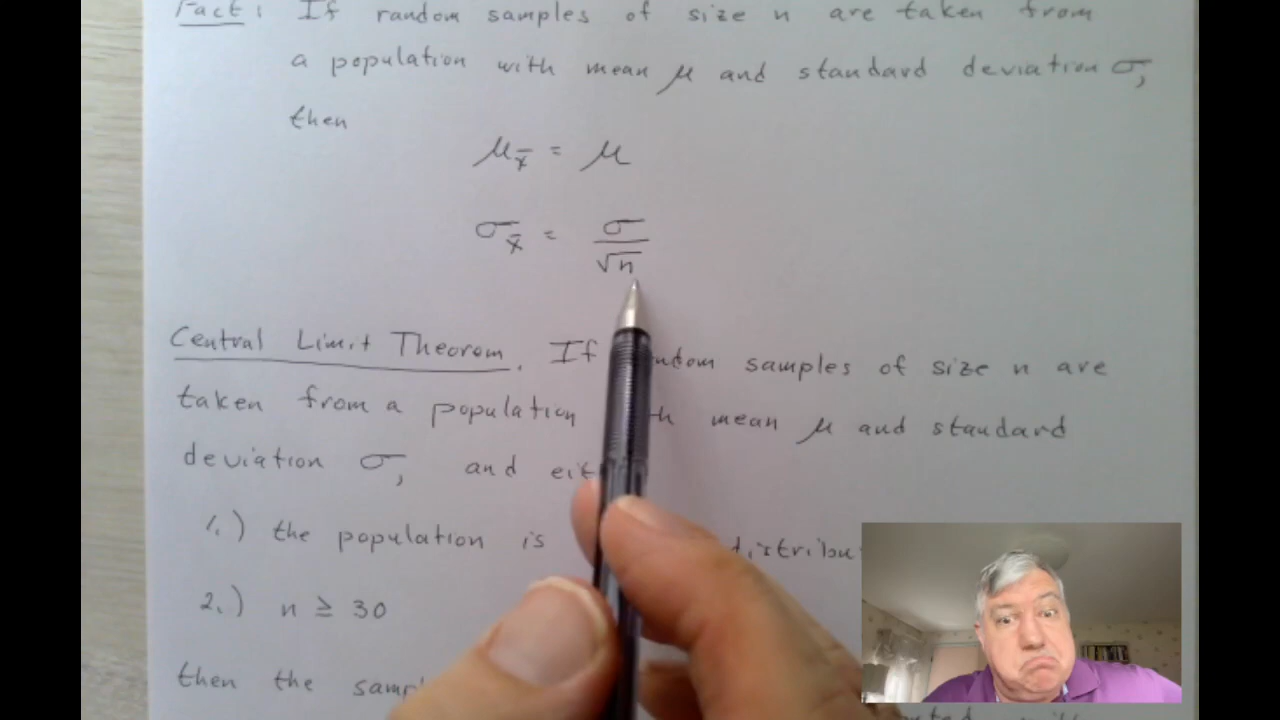 Fact: If random samples of size n are taken from
a population with mean μ and standard deviation σ,
then
μx̄ = μ
σx̄ = σ/√n
Central Limit Theorem. If random samples of size n are
taken from a population mean μ and standard
deviation σ, and
1.) the population is
2.) n ≥ 30
then the